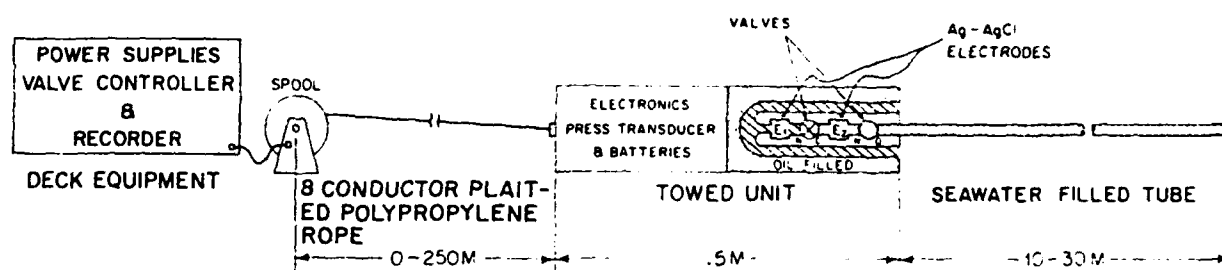 POWER SUPPLIES
VALVE CONTROLLER
&
RECORDER
DECK EQUIPMENT
SPOOL
8 CONDUCTOR PLAIT-
ED POLYPROPYLENE
ROPE
0-250M
ELECTRONICS
PRESS TRANSDUCER
& BATTERIES
VALVES
Ag-AgCl
ELECTRODES
E1
E2
OIL FILLED
TOWED UNIT
.5M
SEAWATER FILLED TUBE
10-30M